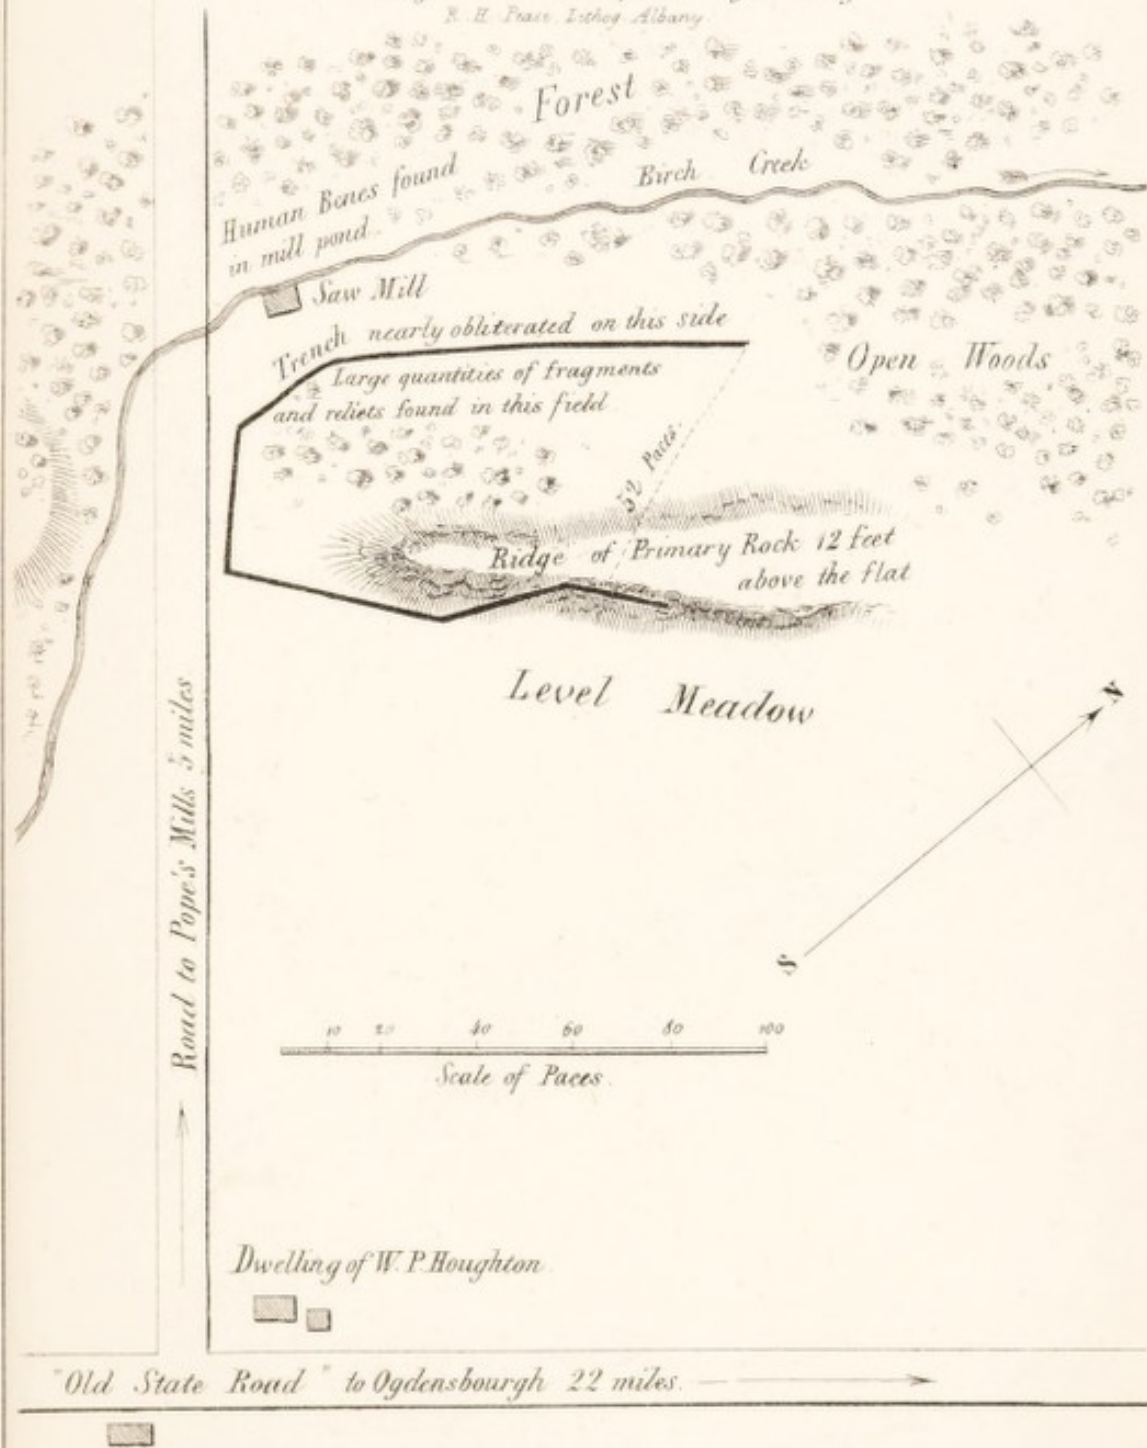 R. H. Pease, Lithog. Albany.
Forest
Birch Creek
Human Bones found
in mill pond.
Saw Mill
Trench nearly obliterated on this side
Large quantities of fragments
and relicts found in this field
Open Woods
52 Paces.
Ridge of Primary Rock 12 feet
above the flat
Level Meadow
N
S
Road to Pope's Mills 5 miles
10 20 40 60 80 100
Scale of Paces.
Dwelling of W. P. Houghton
"Old State Road" to Ogdensbourgh 22 miles.